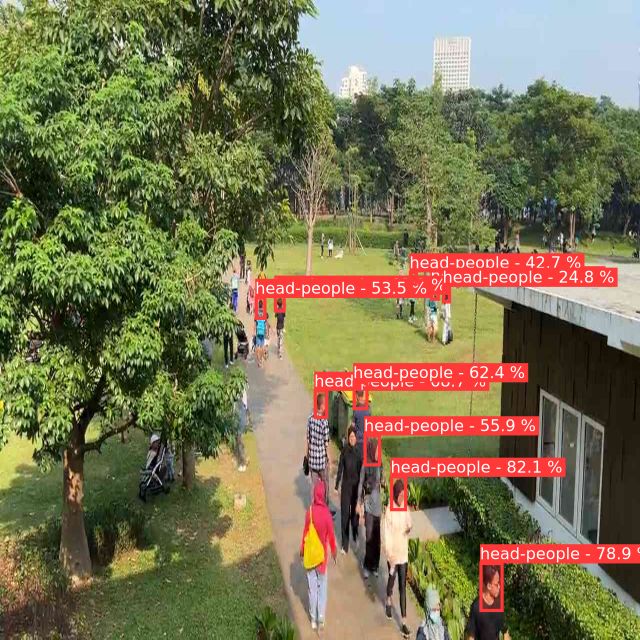 head-people - 42.7 %
head-people - 24.8 %
head-people - 53.5 %
head-people - 62.4 %
head
head-people - 55.9 %
head-people - 82.1 %
head-people - 78.9 %